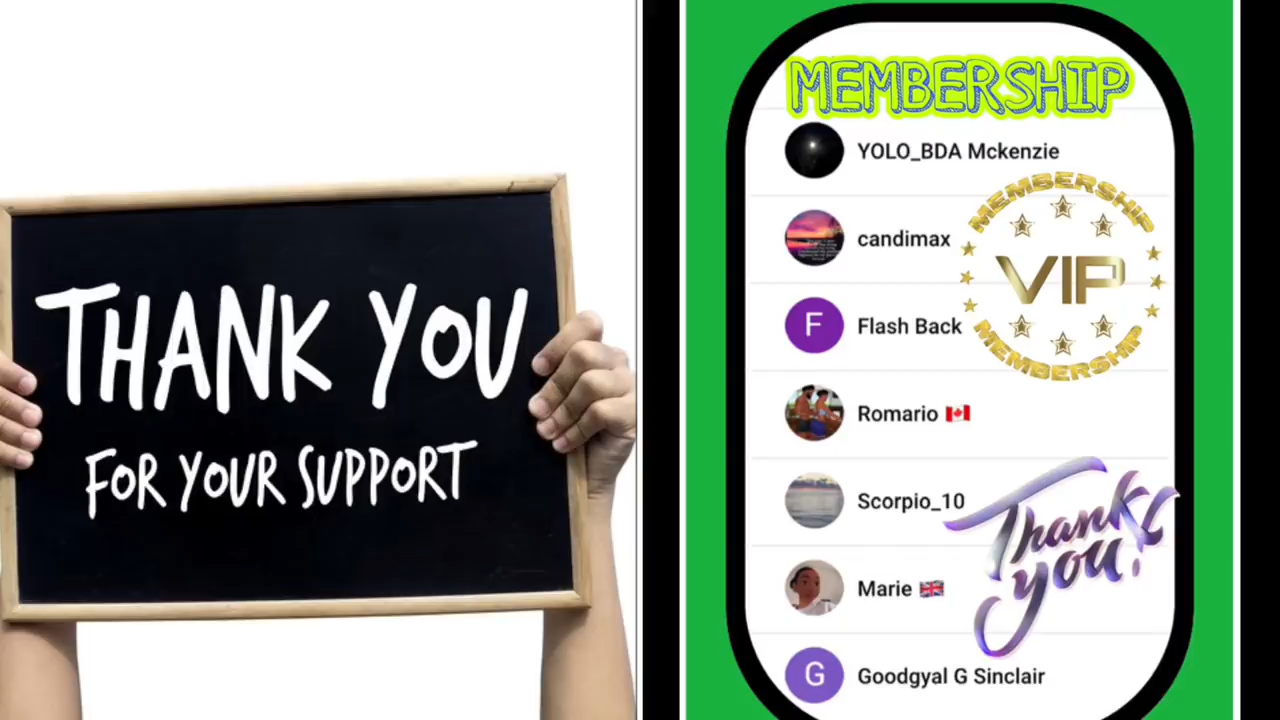 THANK YOU
FOR YOUR SUPPORT
MEMBERSHIP
YOLO_BDA Mckenzie
candimax
Flash Back
Romario 🇨🇦
Scorpio_10
Marie 🇬🇧
G Goodgyal G Sinclair
F
MEMBERSHIP
VIP
MEMBERSHIP
Thank
you!